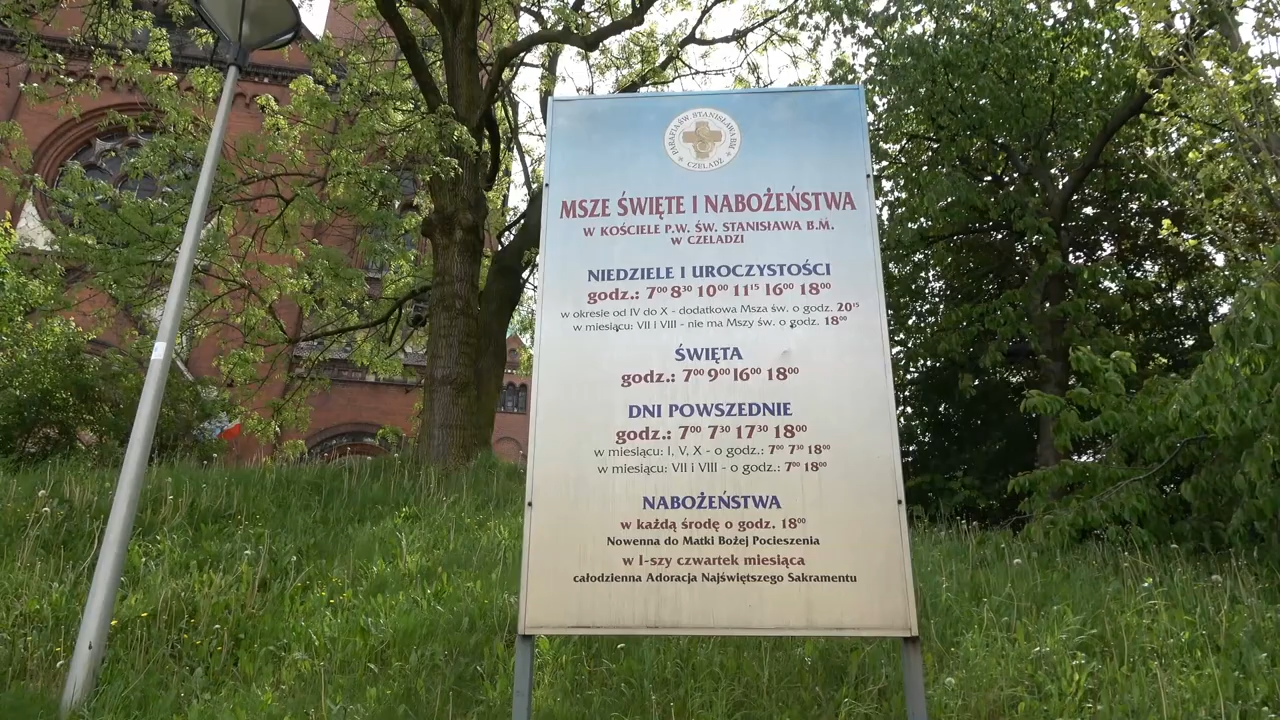 PARAFIA ŚW. STANISŁAWA B.M.
CZELADŹ
MSZE ŚWIĘTE I NABOŻEŃSTWA
W KOŚCIELE P.W. ŚW. STANISŁAWA B.M.
W CZELADZI
NIEDZIELE I UROCZYSTOŚCI
godz.: 7⁰⁰ 8³⁰ 10⁰⁰ 11¹⁵ 16⁰⁰ 18⁰⁰
w okresie od IV do X - dodatkowa Msza św. o godz. 20¹⁵
w miesiącu: VII i VIII - nie ma Mszy św. o godz. 18⁰⁰
ŚWIĘTA
godz.: 7⁰⁰ 9⁰⁰ 16⁰⁰ 18⁰⁰
DNI POWSZEDNIE
godz.: 7⁰⁰ 7³⁰ 17³⁰ 18⁰⁰
w miesiącu: I, V, X - o godz.: 7⁰⁰ 7³⁰ 18⁰⁰
w miesiącu: VII i VIII - o godz.: 7⁰⁰ 18⁰⁰
NABOŻEŃSTWA
w każdą środę o godz. 18⁰⁰
Nowenna do Matki Bożej Pocieszenia
w I-szy czwartek miesiąca
całodzienna Adoracja Najświętszego Sakramentu